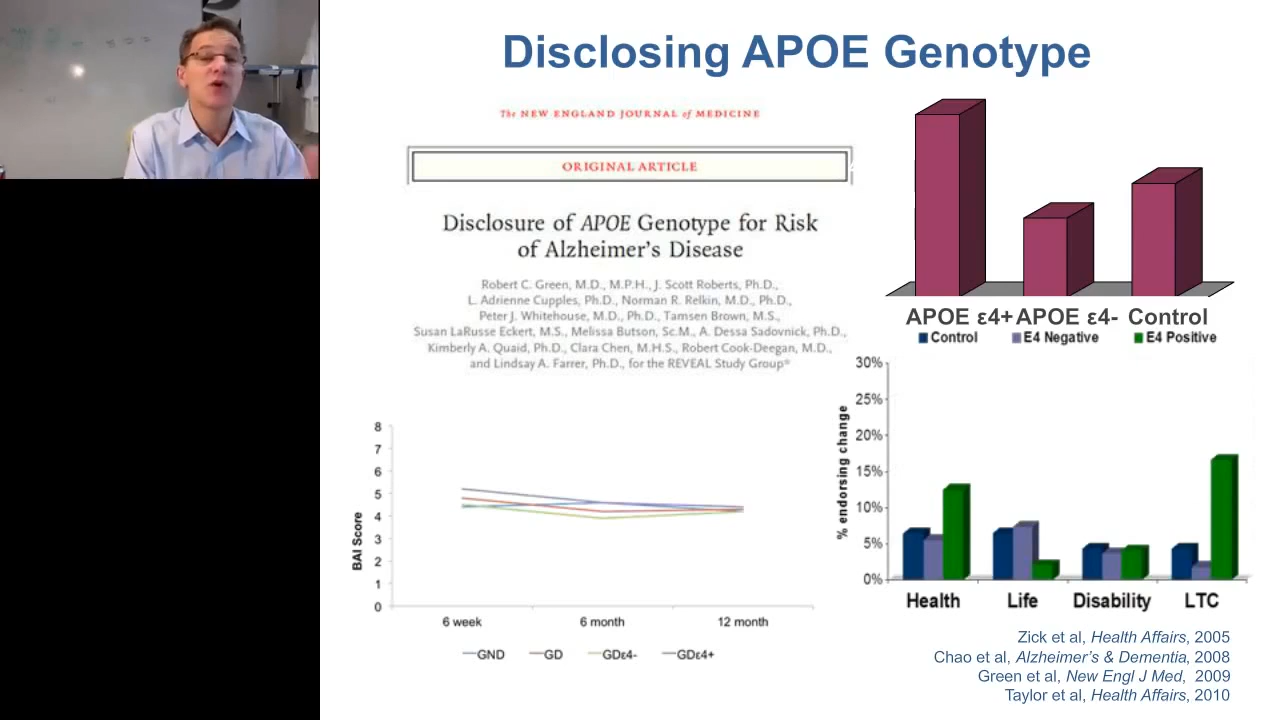 Disclosing APOE Genotype
The NEW ENGLAND JOURNAL of MEDICINE
ORIGINAL ARTICLE
Disclosure of APOE Genotype for Risk
of Alzheimer's Disease
Robert C. Green, M.D., M.P.H., J. Scott Roberts, Ph.D.,
L. Adrienne Cupples, Ph.D., Norman R. Relkin, M.D., Ph.D.,
Peter J. Whitehouse, M.D., Ph.D., Tamsen Brown, M.S.,
Susan LaRusse Eckert, M.S., Melissa Butson, Sc.M., A. Dessa Sadovnick, Ph.D.,
Kimberly A. Quaid, Ph.D., Clara Chen, M.H.S., Robert Cook-Deegan, M.D.,
and Lindsay A. Farrer, Ph.D., for the REVEAL Study Group*
8
7
6
5
4
3
2
1
0
BAI Score
6 week 6 month 12 month
GND GD GDε4- GDε4+
APOE ε4+ APOE ε4- Control
Control E4 Negative E4 Positive
30%
25%
20%
15%
10%
5%
0%
% endorsing change
Health Life Disability LTC
Zick et al, Health Affairs, 2005
Chao et al, Alzheimer's & Dementia, 2008
Green et al, New Engl J Med, 2009
Taylor et al, Health Affairs, 2010